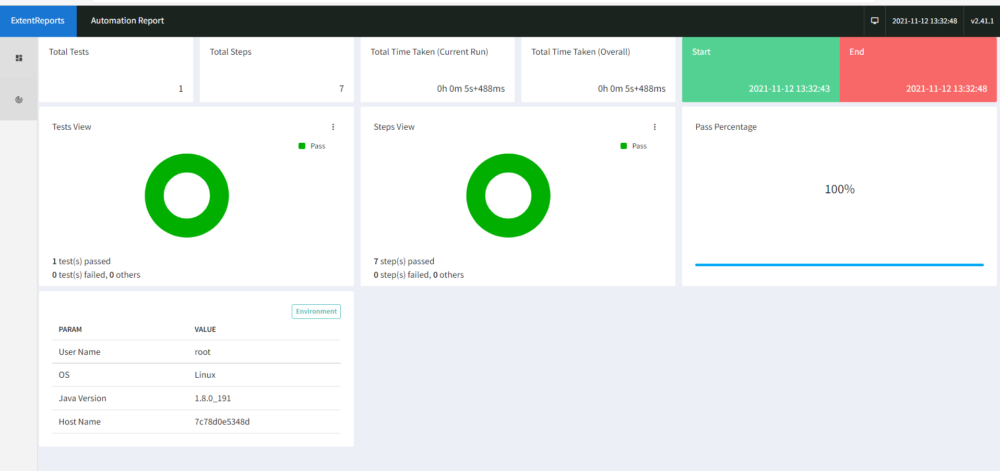 ExtentReports
Automation Report
2021-11-12 13:32:48
v2.41.1
Total Tests
1
Total Steps
7
Total Time Taken (Current Run)
0h 0m 5s+488ms
Total Time Taken (Overall)
0h 0m 5s+488ms
Start
2021-11-12 13:32:43
End
2021-11-12 13:32:48
Tests View
Pass
1 test(s) passed
0 test(s) failed, 0 others
Steps View
Pass
7 step(s) passed
0 step(s) failed, 0 others
Pass Percentage
100%
Environment
PARAM VALUE
User Name root
OS Linux
Java Version 1.8.0_191
Host Name 7c78d0e5348d